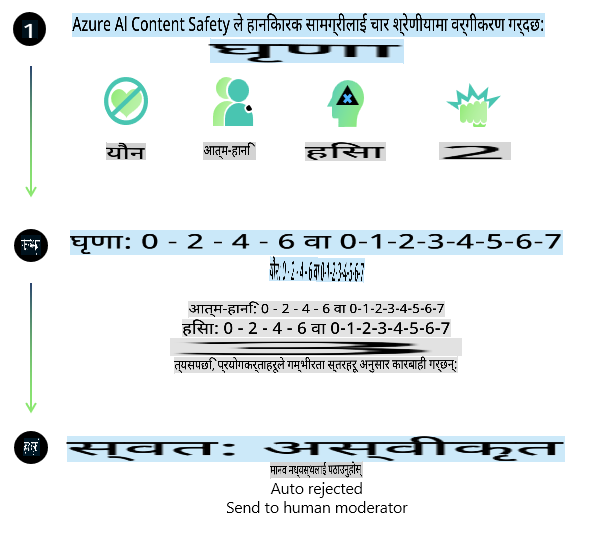 1
Azure AI Content Safety ले हानिकारक सामग्रीलाई चार श्रेणीयामा वर्गीकरण गर्दछ:
घृणा
यौन
आत्म-हानि
हिंसा
2
घृणा: 0 - 2 - 4 - 6 वा 0-1-2-3-4-5-6-7
यौन: 0 - 2 - 4 - 6 वा 0-1-2-3-4-5-6-7
आत्म-हानि: 0 - 2 - 4 - 6 वा 0-1-2-3-4-5-6-7
हिंसा: 0 - 2 - 4 - 6 वा 0-1-2-3-4-5-6-7
त्यसपछि, प्रयोगकर्ताहरूले गम्भीरता स्तरहरू अनुसार कारबाही गर्छन्:
स्वत: अस्वीकृत
मानव मध्यस्थलाई पठाउनुहोस्
Auto rejected
Send to human moderator